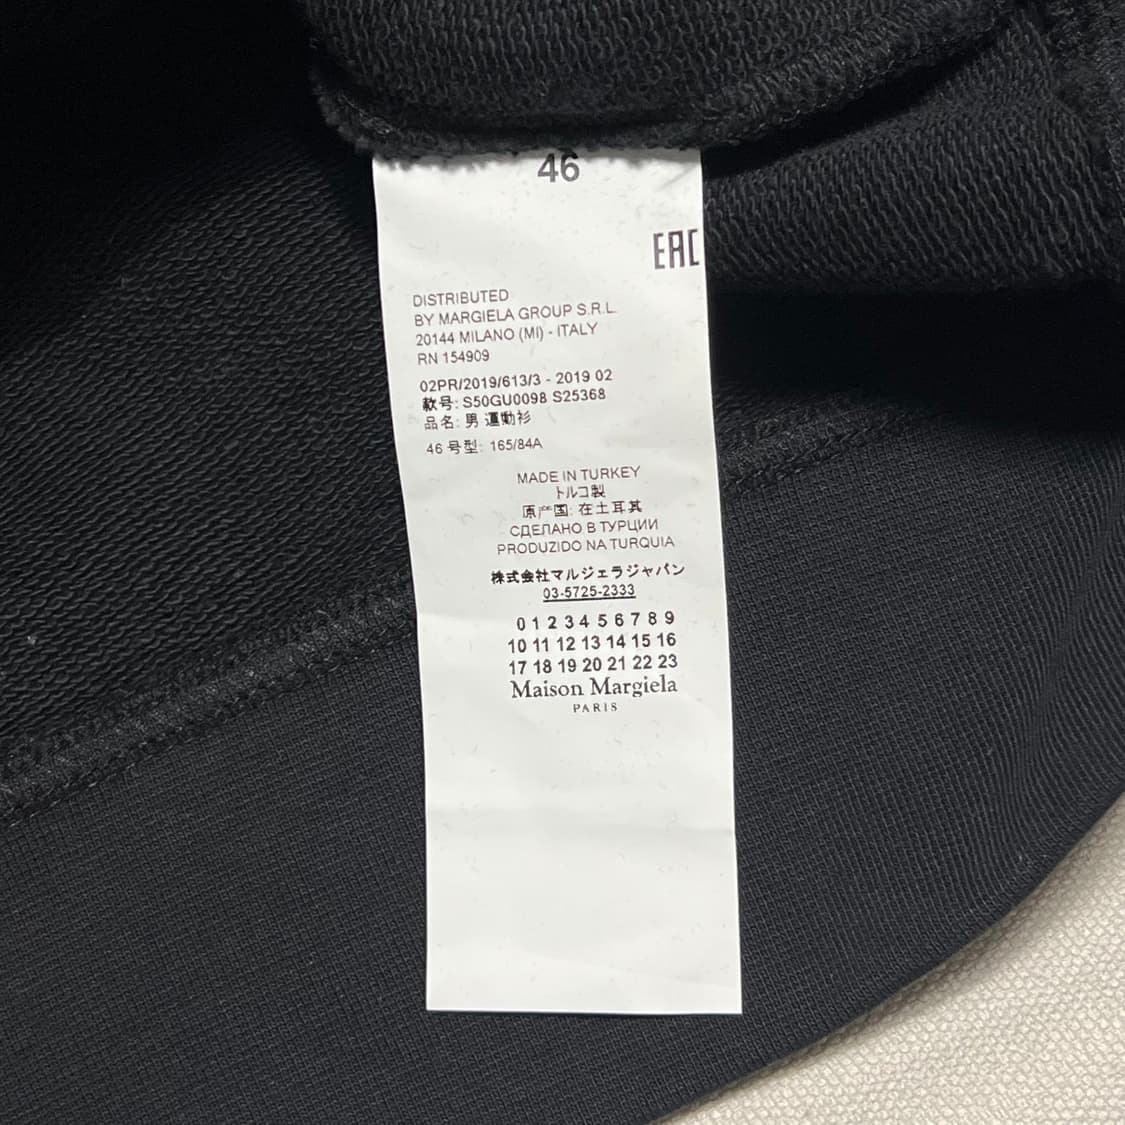 46
EAC
DISTRIBUTED
BY MARGIELA GROUP S.R.L.
20144 MILANO (MI) - ITALY
RN 154909
02PR/2019/613/3 - 2019 02
款号: S50GU0098 S25368
品名: 男 運動衫
46 号型: 165/84A
MADE IN TURKEY
トルコ製
原产国: 在土耳其
СДЕЛАНО В ТУРЦИИ
PRODUZIDO NA TURQUIA
株式会社マルジェラジャパン
03-5725-2333
0 1 2 3 4 5 6 7 8 9
10 11 12 13 14 15 16
17 18 19 20 21 22 23
Maison Margiela
PARIS